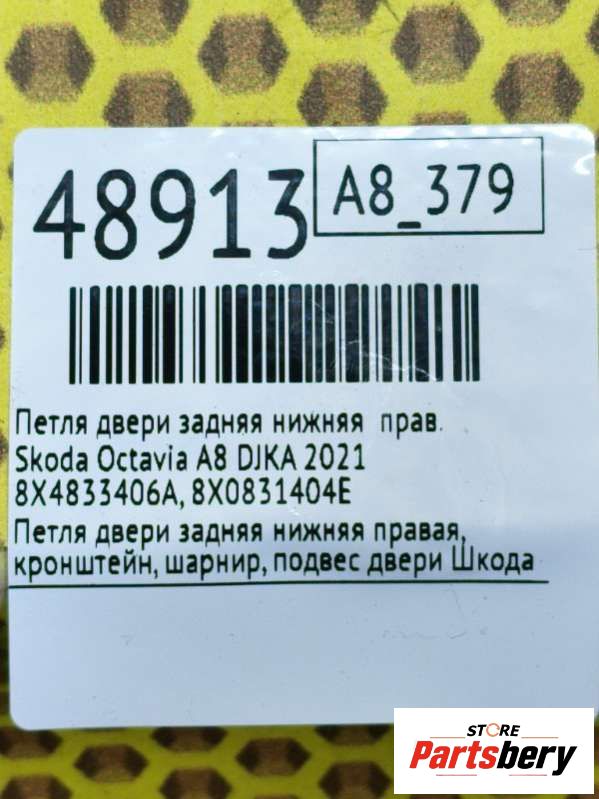 48913
A8_379
Петля двери задняя нижняя прав.
Skoda Octavia A8 DJKA 2021
8X4833406A, 8X0831404E
Петля двери задняя нижняя правая,
кронштейн, шарнир, подвес двери Шкода
STORE
Partsbery